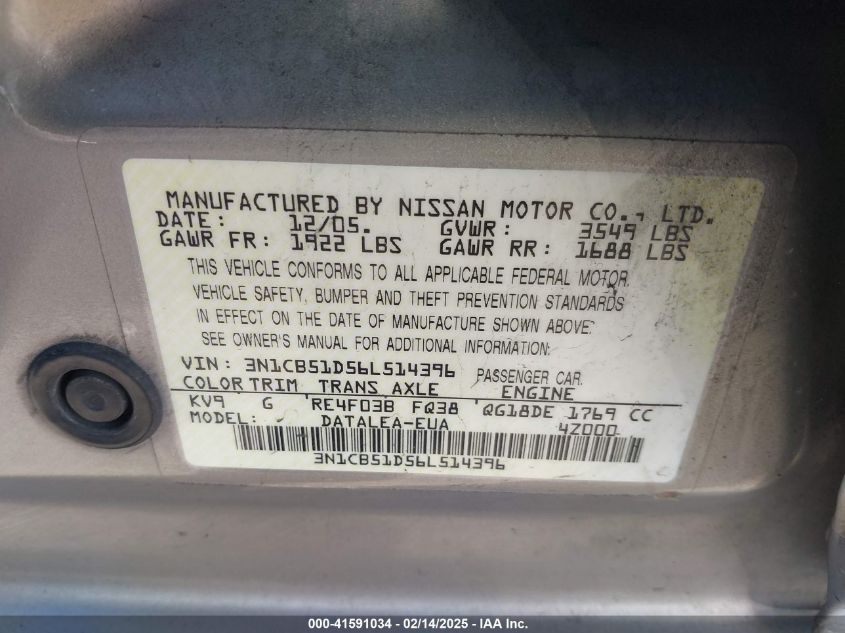 MANUFACTURED BY NISSAN MOTOR CO., LTD.
DATE: 12/05. GVWR: 3549 LBS
GAWR FR: 1922 LBS GAWR RR: 1688 LBS
THIS VEHICLE CONFORMS TO ALL APPLICABLE FEDERAL MOTOR
VEHICLE SAFETY, BUMPER AND THEFT PREVENTION STANDARDS
IN EFFECT ON THE DATE OF MANUFACTURE SHOWN ABOVE.
SEE OWNER'S MANUAL FOR ADDITIONAL INFORMATION.
VIN: 3N1CB51D56L514396 PASSENGER CAR
COLOR TRIM TRANS AXLE ENGINE
KV9 G RE4F03B FQ38 QG18DE 1769 CC
MODEL: DATALEA-EUA 4Z000
3N1CB51D56L514396
000-41591034 - 02/14/2025 - IAA Inc.